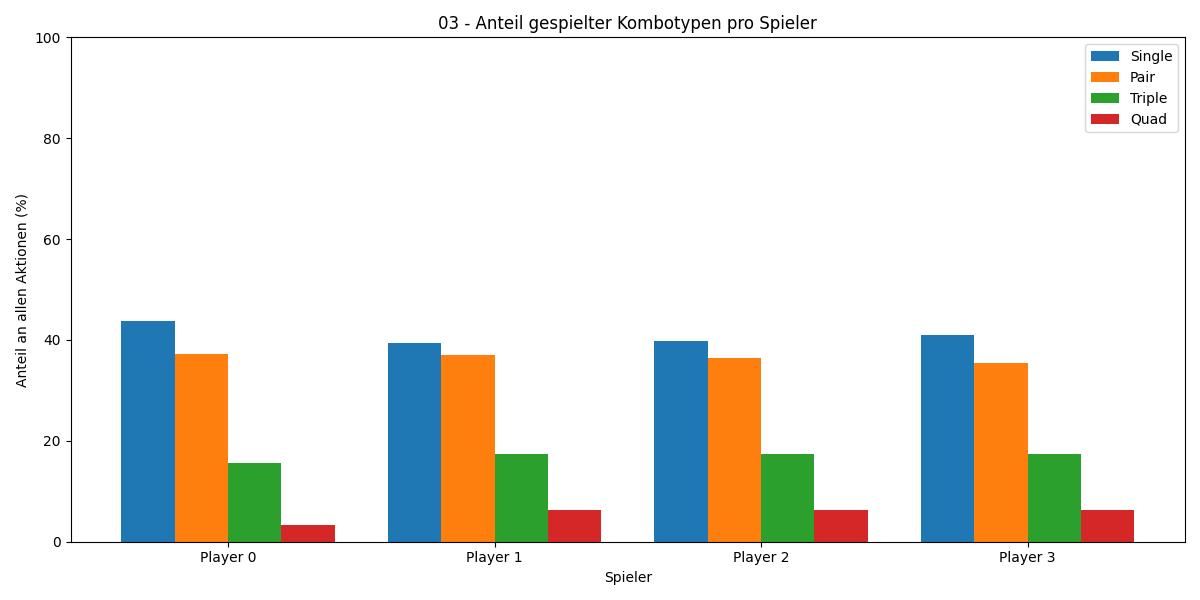 03 - Anteil gespielter Kombotypen pro Spieler
Anteil an allen Aktionen (%)
100
80
60
40
20
0
Single
Pair
Triple
Quad
Player 0
Player 1
Player 2
Player 3
Spieler